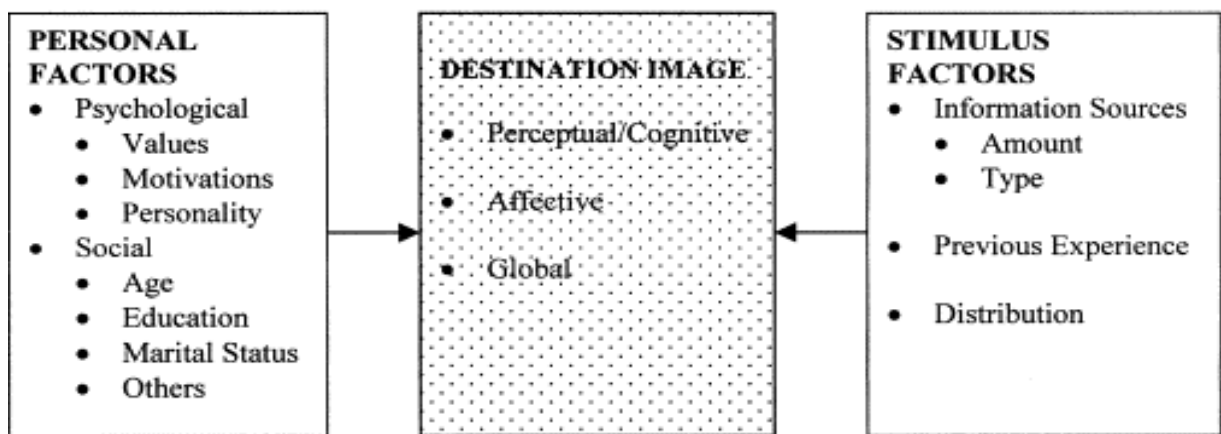 PERSONAL
FACTORS
• Psychological
• Values
• Motivations
• Personality
• Social
• Age
• Education
• Marital Status
• Others
DESTINATION IMAGE
• Perceptual/Cognitive
• Affective
• Global
STIMULUS
FACTORS
• Information Sources
• Amount
• Type
• Previous Experience
• Distribution